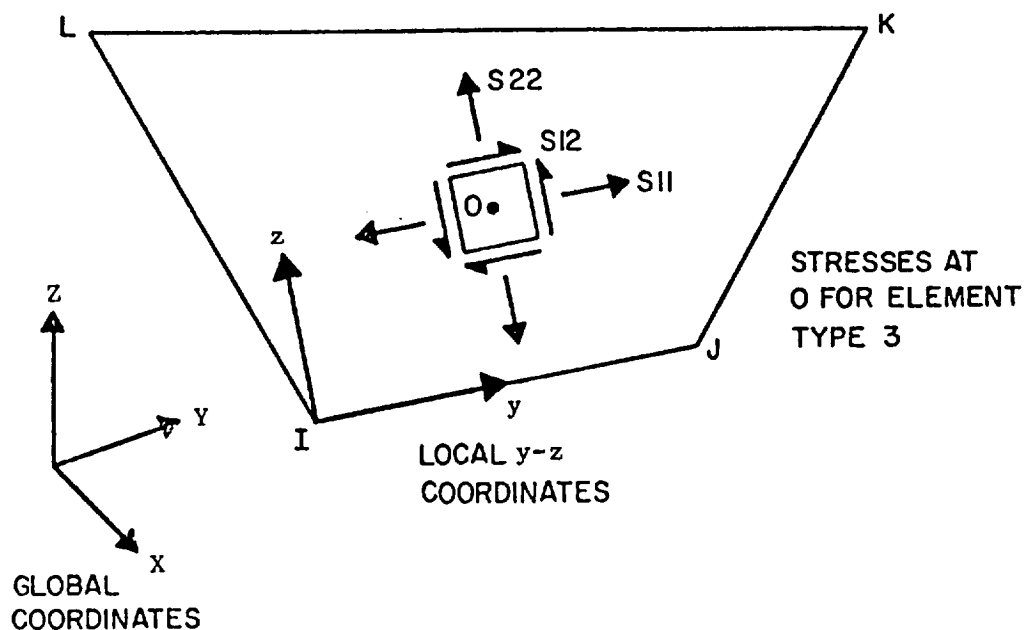 L
K
S22
S12
S11
O
z
STRESSES AT
O FOR ELEMENT
TYPE 3
Z
J
y
Y
I
LOCAL y-z
COORDINATES
X
GLOBAL
COORDINATES